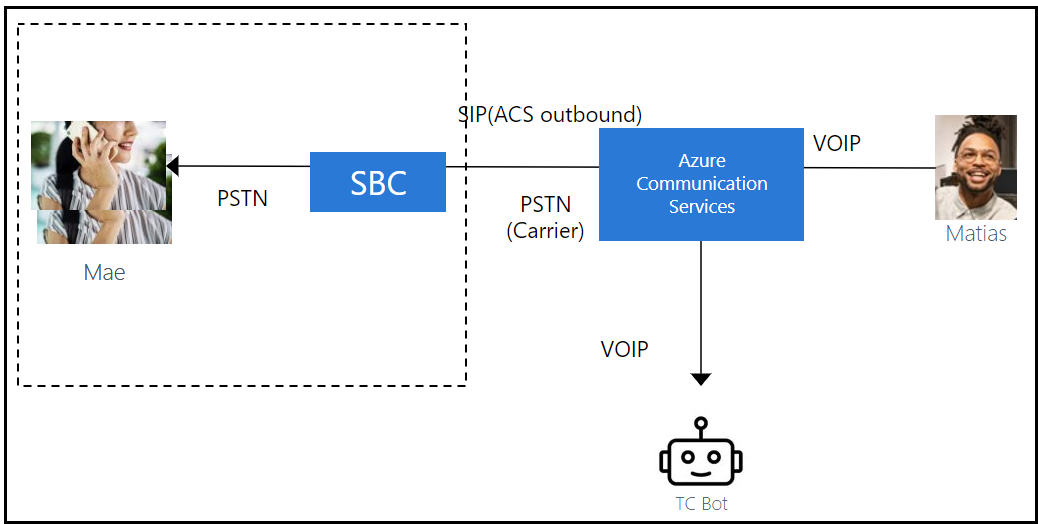 SIP(ACS outbound)
VOIP
Azure
Communication
Services
SBC
PSTN
PSTN
(Carrier)
Matias
Mae
VOIP
TC Bot